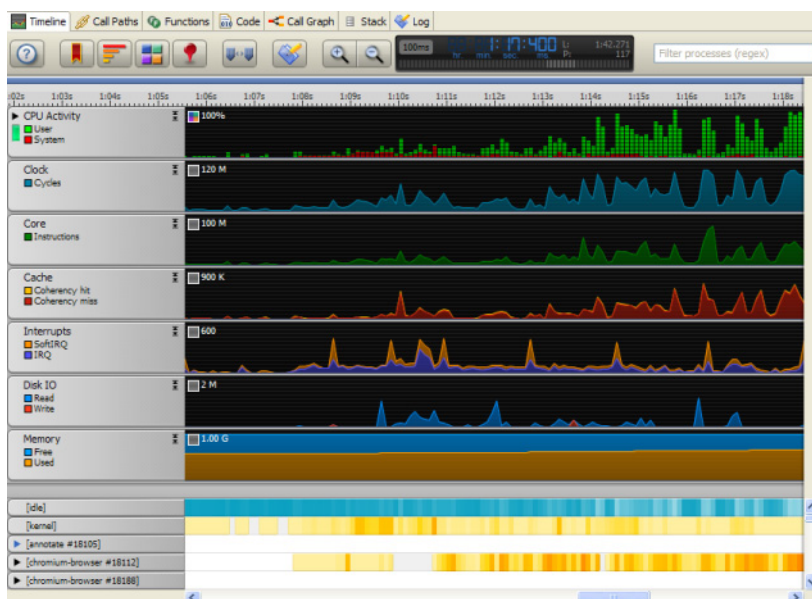 Timeline Call Paths Functions Code Call Graph Stack Log
100ms 1:17:400 L: 1:42.271
hr min sec ms P: 117
Filter processes (regex)
:02s 1:03s 1:04s 1:05s 1:06s 1:07s 1:08s 1:09s 1:10s 1:11s 1:12s 1:13s 1:14s 1:15s 1:16s 1:17s 1:18s
CPU Activity 100%
User
System
Clock 120 M
Cycles
Core 100 M
Instructions
Cache 900 K
Coherency hit
Coherency miss
Interrupts 600
SoftIRQ
IRQ
Disk IO 2 M
Read
Write
Memory 1.00 G
Free
Used
[idle]
[kernel]
[annotate #18105]
[chromium-browser #18112]
[chromium-browser #18188]